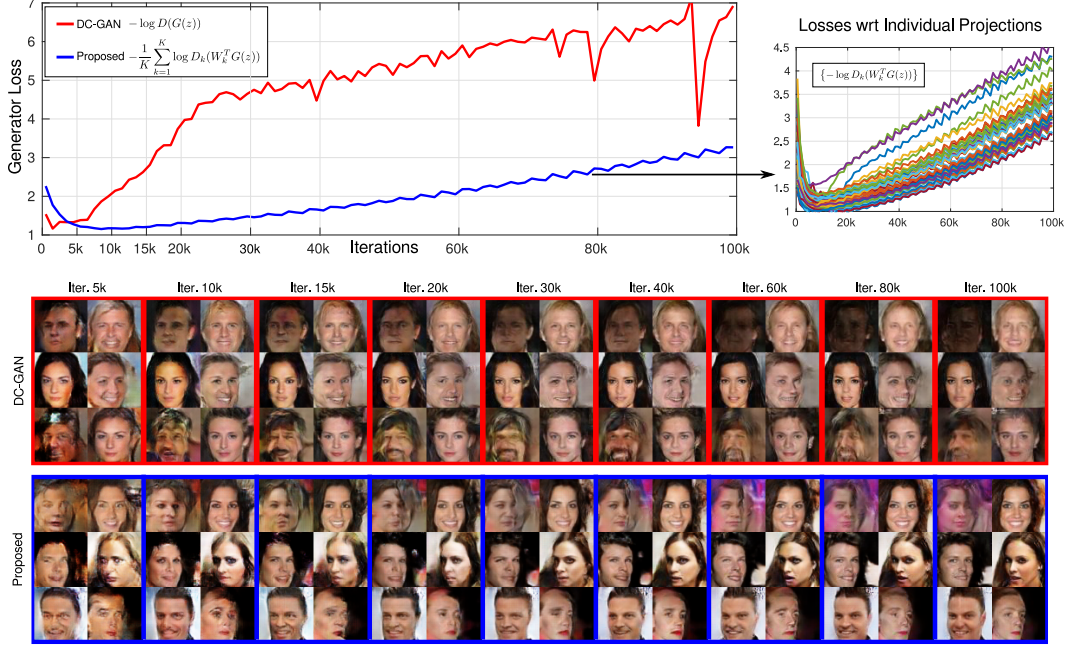 DC-GAN − log D(G(z))
Proposed −1/K ∑_{k=1}^{K} log D_k(W_k^T G(z))
Generator Loss
7
6
5
4
3
2
1
0 5k 10k 15k 20k 30k 40k 60k 80k 100k
Iterations
Losses wrt Individual Projections
{− log D_k(W_k^T G(z))}
4.5
4
3.5
3
2.5
2
1.5
1
0 20k 40k 60k 80k 100k
Iter. 5k Iter. 10k Iter. 15k Iter. 20k Iter. 30k Iter. 40k Iter. 60k Iter. 80k Iter. 100k
DC-GAN
Proposed